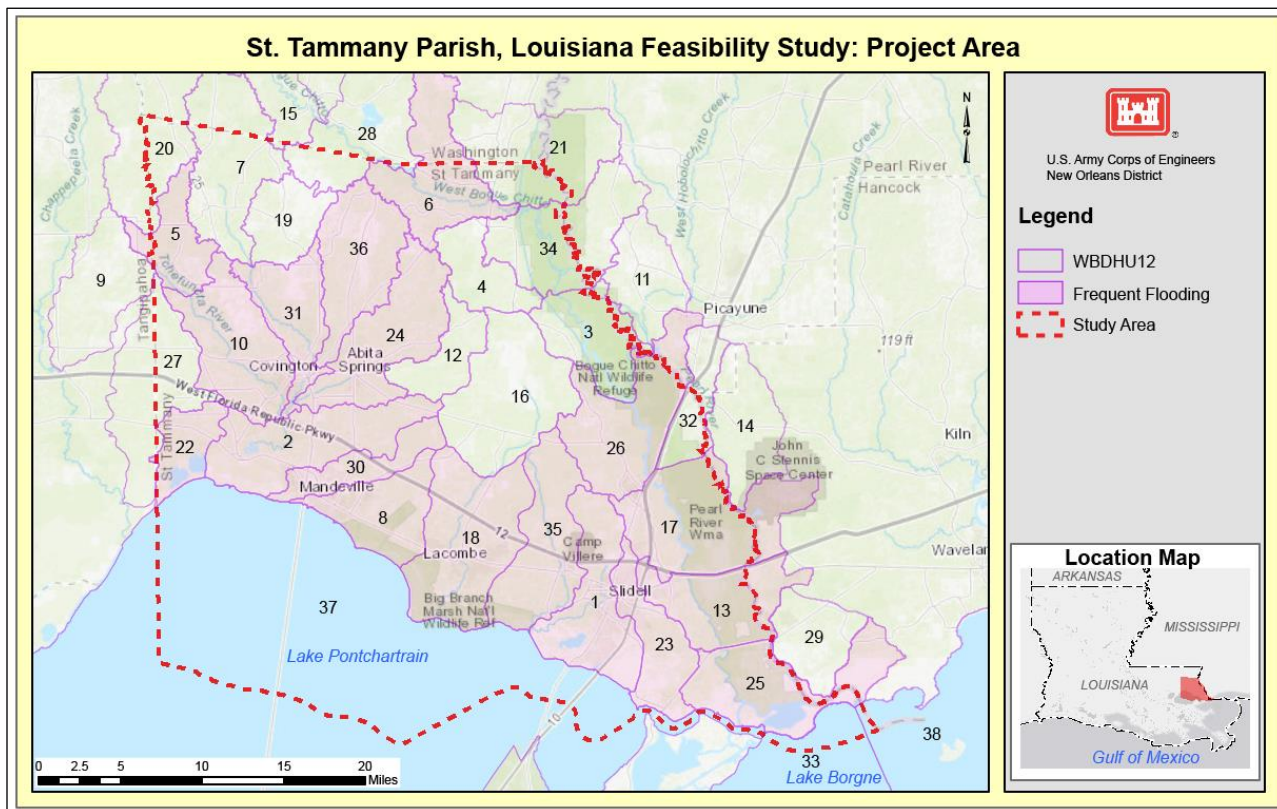 St. Tammany Parish, Louisiana Feasibility Study: Project Area
N
15
28
21
20
7
Washington
St Tammany
Pearl River
Hancock
Chappepeela Creek
Bogue Chitto
West Bogue Chitto
West Hobolochitto Creek
Catahoula Creek
25
19
6
5
36
34
9
Tangipahoa
Tchefuncta River
4
11
31
Picayune
10
24
3
119 ft
Covington
Abita
Springs
12
27
Bogue Chitto
Natl Wildlife
Refuge
West Florida Republic Pkwy
16
Pearl River
32
14
Kiln
22
St Tammany
2
26
John
C Stennis
Space Center
30
Mandeville
8
Pearl
River
Wma
12
17
18
35
Lacombe
Camp
Villere
Big Branch
Marsh Nat'l
Wildlife Ref
1
Slidell
13
37
23
29
Lake Pontchartrain
25
10
38
33
Lake Borgne
0 2.5 5 10 15 20
Miles
®
U.S. Army Corps of Engineers
New Orleans District
Legend
WBDHU12
Frequent Flooding
Study Area
Location Map
ARKANSAS
MISSISSIPPI
LOUISIANA
Gulf of Mexico